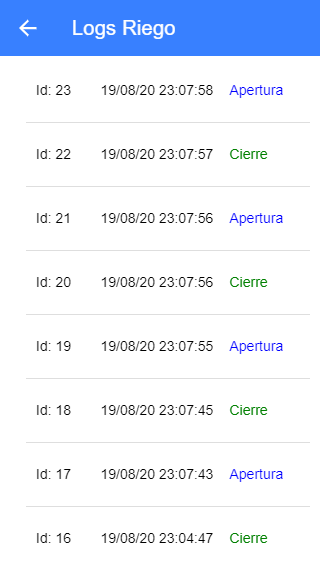 Logs Riego
Id: 23 19/08/20 23:07:58 Apertura
Id: 22 19/08/20 23:07:57 Cierre
Id: 21 19/08/20 23:07:56 Apertura
Id: 20 19/08/20 23:07:56 Cierre
Id: 19 19/08/20 23:07:55 Apertura
Id: 18 19/08/20 23:07:45 Cierre
Id: 17 19/08/20 23:07:43 Apertura
Id: 16 19/08/20 23:04:47 Cierre